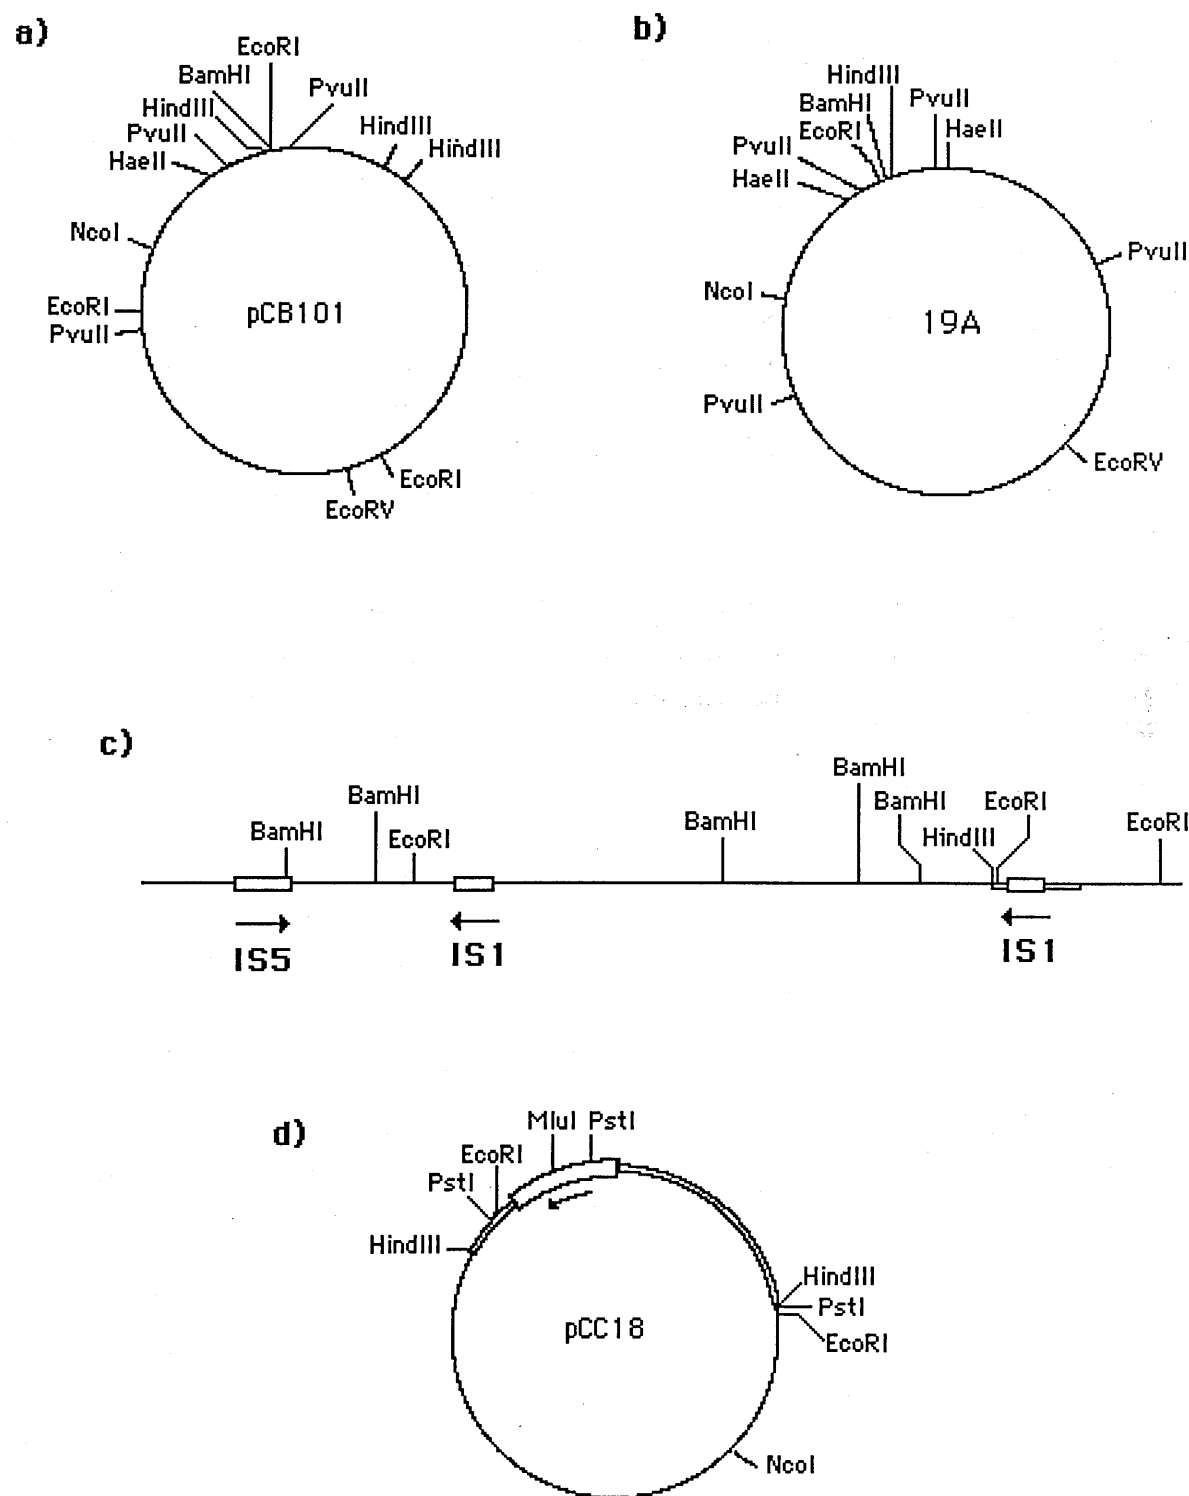 a)
EcoRI
BamHI
PvuII
HindIII
PvuII
HaeII
HindIII
HindIII
NcoI
EcoRI
PvuII
pCB101
EcoRI
EcoRV
b)
HindIII
BamHI
PvuII
EcoRI
HaeII
PvuII
HaeII
PvuII
NcoI
19A
PvuII
EcoRV
c)
BamHI
BamHI
BamHI
EcoRI
BamHI
BamHI
EcoRI
HindIII
EcoRI
IS5
IS1
IS1
d)
MluI PstI
EcoRI
PstI
HindIII
HindIII
PstI
EcoRI
pCC18
NcoI